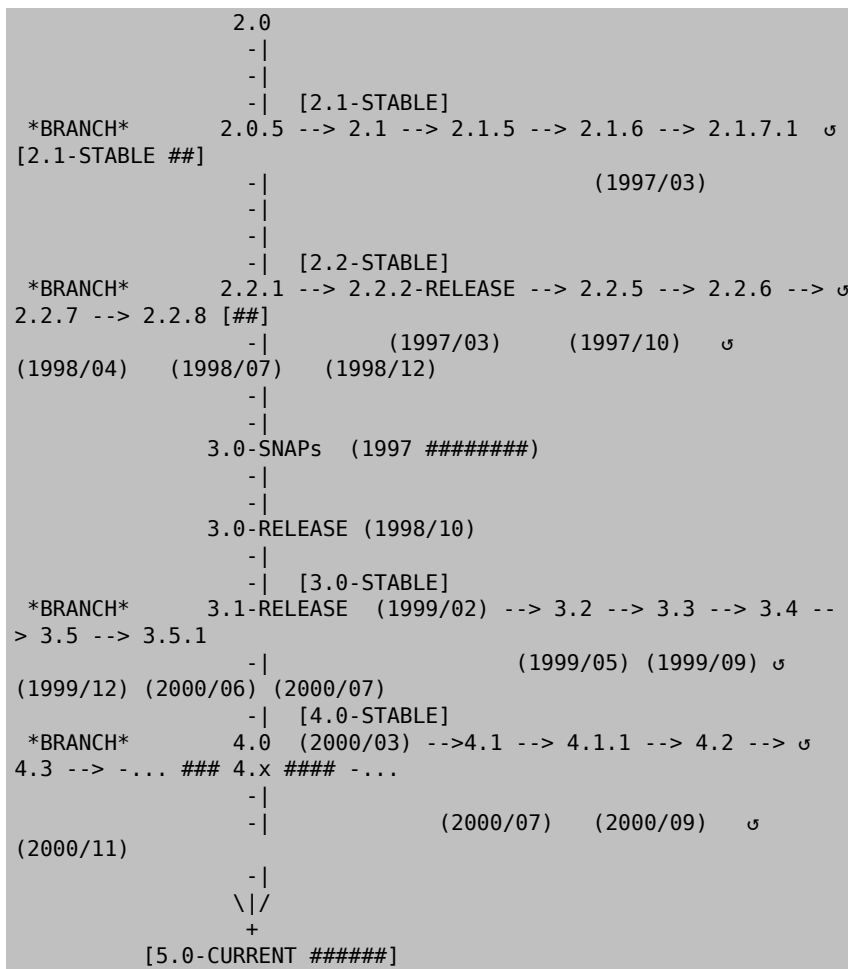 2.0
-|
-|
-| [2.1-STABLE]
*BRANCH* 2.0.5 --> 2.1 --> 2.1.5 --> 2.1.6 --> 2.1.7.1 ↺
[2.1-STABLE ##]
-| (1997/03)
-|
-|
-| [2.2-STABLE]
*BRANCH* 2.2.1 --> 2.2.2-RELEASE --> 2.2.5 --> 2.2.6 --> ↺
2.2.7 --> 2.2.8 [##]
-| (1997/03) (1997/10) ↺
(1998/04) (1998/07) (1998/12)
-|
-|
3.0-SNAPs (1997 ########)
-|
-|
3.0-RELEASE (1998/10)
-|
-| [3.0-STABLE]
*BRANCH* 3.1-RELEASE (1999/02) --> 3.2 --> 3.3 --> 3.4 --
> 3.5 --> 3.5.1
-| (1999/05) (1999/09) ↺
(1999/12) (2000/06) (2000/07)
-| [4.0-STABLE]
*BRANCH* 4.0 (2000/03) -->4.1 --> 4.1.1 --> 4.2 --> ↺
4.3 --> -... ### 4.x #### -...
-|
-| (2000/07) (2000/09) ↺
(2000/11)
-|
\|/
+
[5.0-CURRENT ######]